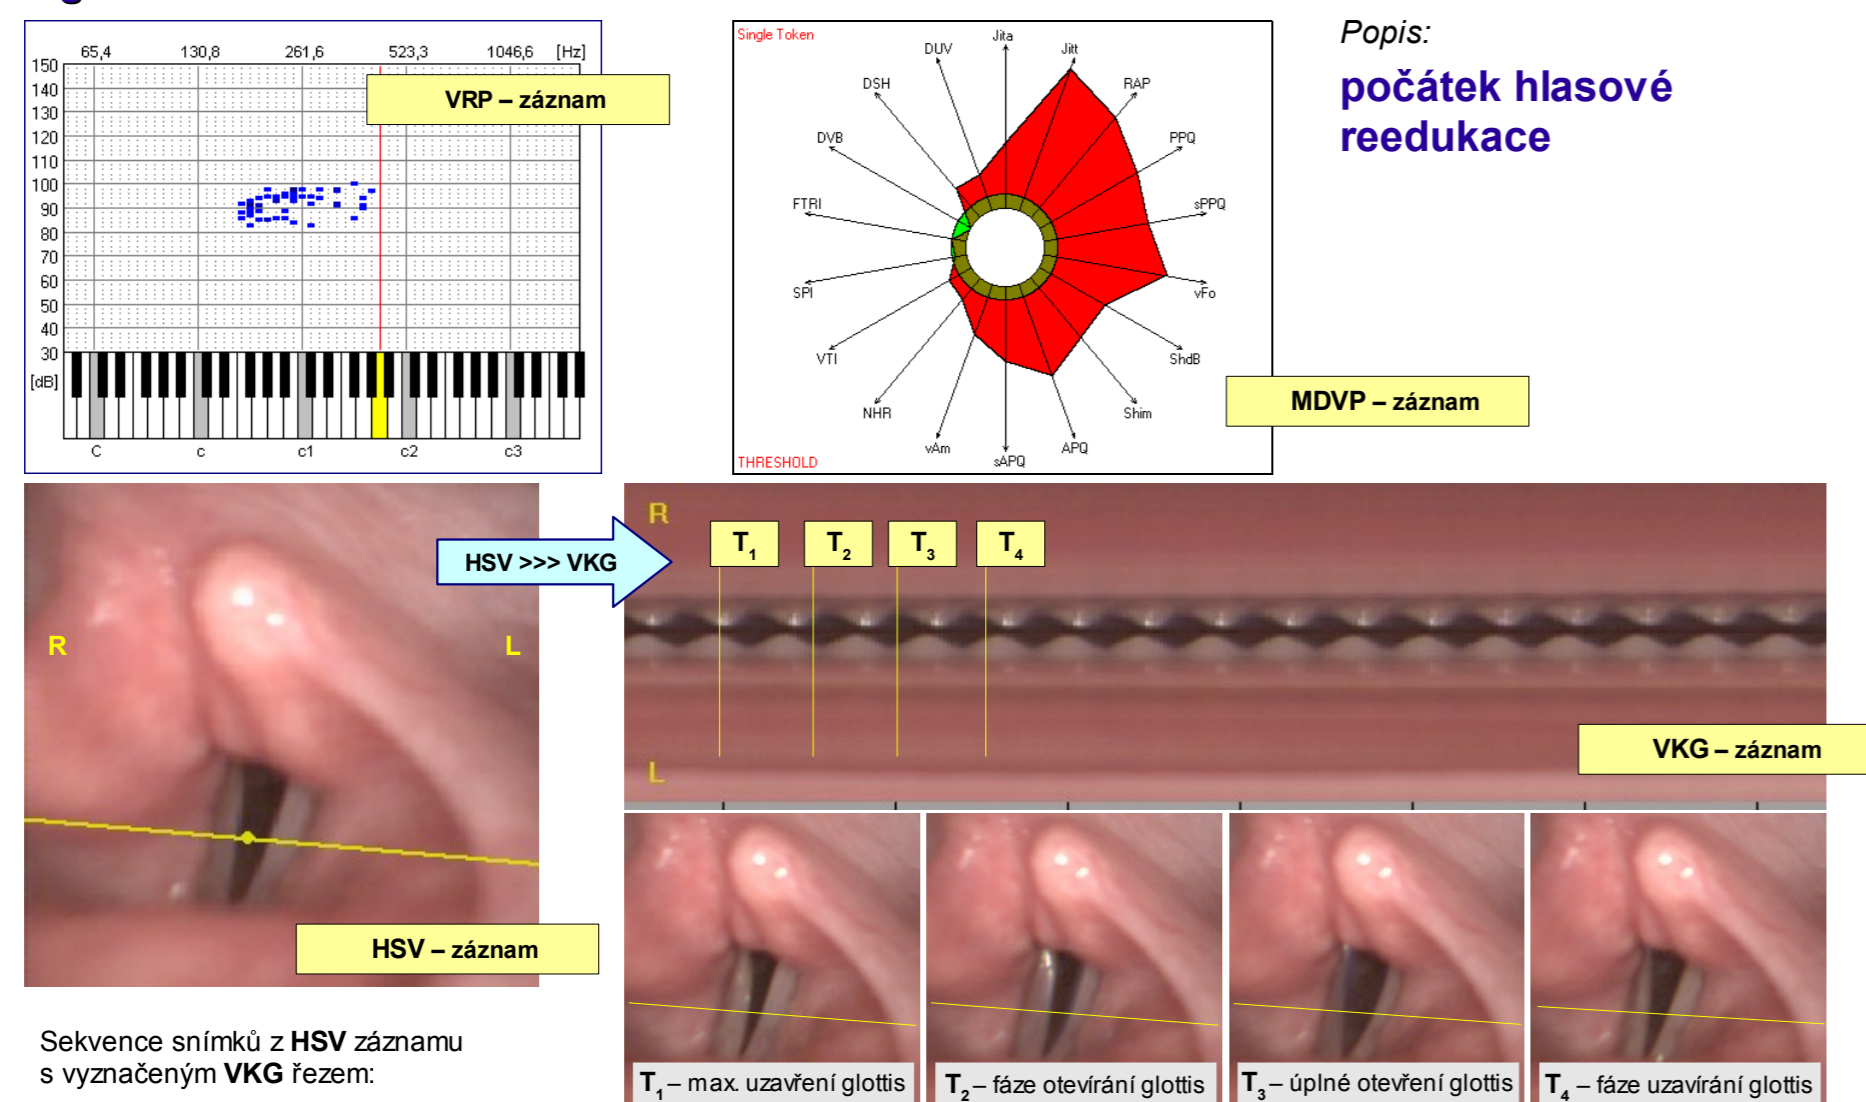 65,4 130,8 261,6 523,3 1046,6 [Hz]
150
140
130
120
110
100
90
80
70
60
50
40
30
[dB]
C c c1 c2 c3
VRP – záznam
Single Token
Jita
Jitt
RAP
PPQ
sPPQ
vFo
ShdB
Shim
APQ
sAPQ
vAm
NHR
VTI
SPI
FTRI
DVB
DSH
DUV
THRESHOLD
MDVP – záznam
Popis:
počátek hlasové
reedukace
R L
HSV >>> VKG
HSV – záznam
R
T1 T2 T3 T4
L
VKG – záznam
Sekvence snímků z HSV záznamu
s vyznačeným VKG řezem:
T1 – max. uzavření glottis
T2 – fáze otevírání glottis
T3 – úplné otevření glottis
T4 – fáze uzavírání glottis